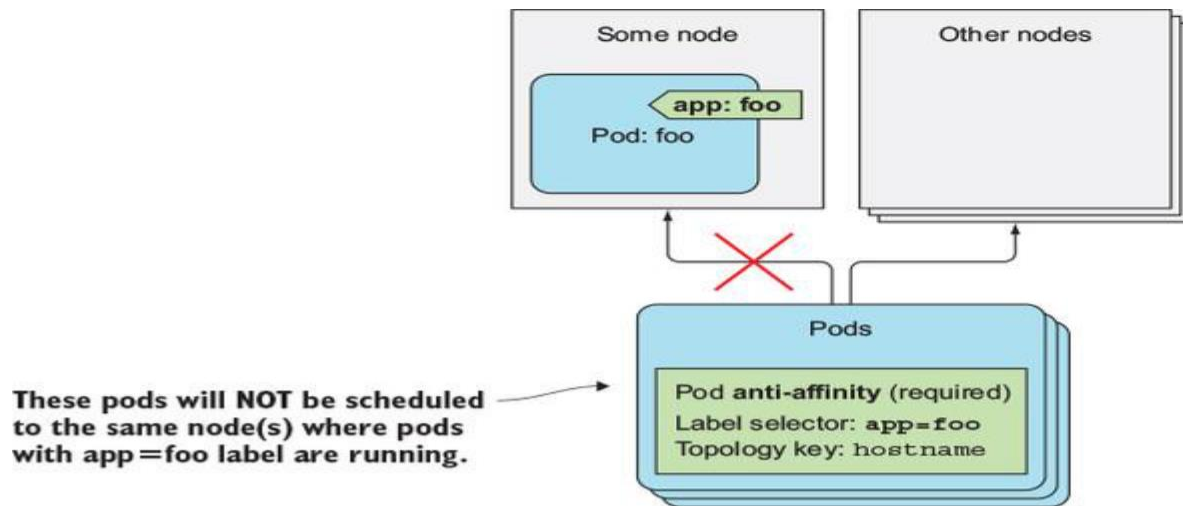 Some node
Other nodes
app: foo
Pod: foo
Pods
Pod anti-affinity (required)
Label selector: app=foo
Topology key: hostname
These pods will NOT be scheduled
to the same node(s) where pods
with app=foo label are running.